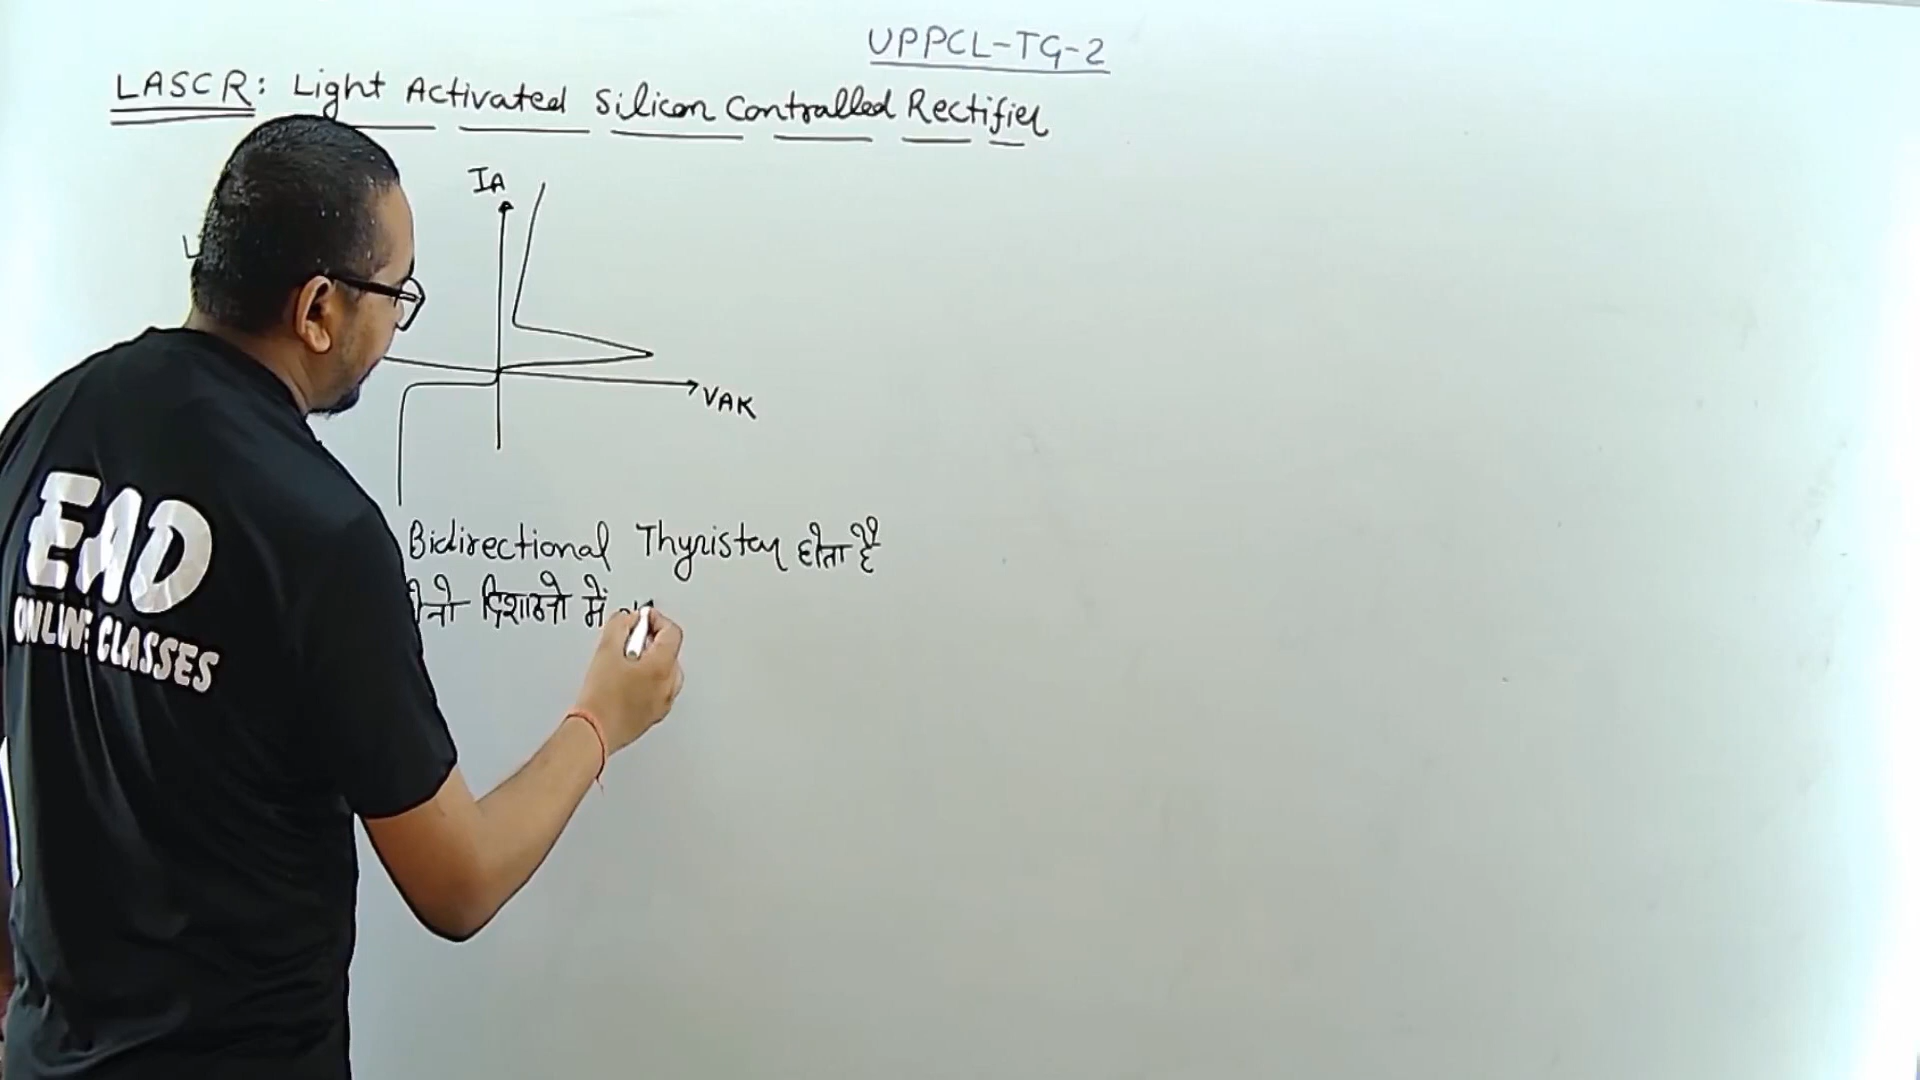 UPPCL-TG-2
LASCR: Light Activated Silicon Controlled Rectifier
IA
VAK
Bidirectional Thyristor होता है
दिशाओ में
EAD
ONLINE CLASSES